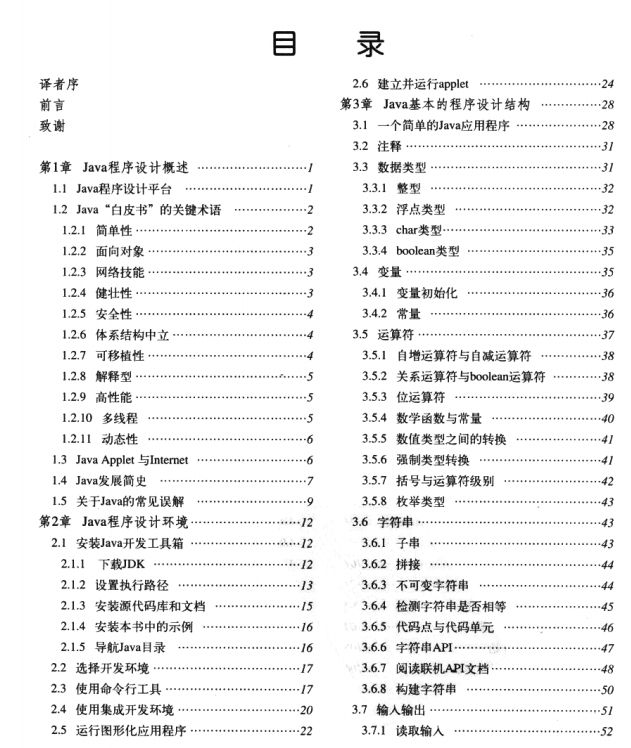 目 录
译者序
前言
致谢
第1章 Java程序设计概述 ……1
1.1 Java程序设计平台 ……1
1.2 Java“白皮书”的关键术语 ……2
1.2.1 简单性 ……2
1.2.2 面向对象 ……3
1.2.3 网络技能 ……3
1.2.4 健壮性 ……3
1.2.5 安全性 ……4
1.2.6 体系结构中立 ……4
1.2.7 可移植性 ……4
1.2.8 解释型 ……5
1.2.9 高性能 ……5
1.2.10 多线程 ……5
1.2.11 动态性 ……6
1.3 Java Applet 与Internet ……6
1.4 Java发展简史 ……7
1.5 关于Java的常见误解 ……9
第2章 Java程序设计环境 ……12
2.1 安装Java开发工具箱 ……12
2.1.1 下载JDK ……12
2.1.2 设置执行路径 ……13
2.1.3 安装源代码库和文档 ……15
2.1.4 安装本书中的示例 ……16
2.1.5 导航Java目录 ……16
2.2 选择开发环境 ……17
2.3 使用命令行工具 ……17
2.4 使用集成开发环境 ……20
2.5 运行图形化应用程序 ……22
2.6 建立并运行applet ……24
第3章 Java基本的程序设计结构 ……28
3.1 一个简单的Java应用程序 ……28
3.2 注释 ……31
3.3 数据类型 ……31
3.3.1 整型 ……32
3.3.2 浮点类型 ……32
3.3.3 char类型 ……33
3.3.4 boolean类型 ……35
3.4 变量 ……35
3.4.1 变量初始化 ……36
3.4.2 常量 ……36
3.5 运算符 ……37
3.5.1 自增运算符与自减运算符 ……38
3.5.2 关系运算符与boolean运算符 ……38
3.5.3 位运算符 ……39
3.5.4 数学函数与常量 ……40
3.5.5 数值类型之间的转换 ……41
3.5.6 强制类型转换 ……41
3.5.7 括号与运算符级别 ……42
3.5.8 枚举类型 ……43
3.6 字符串 ……43
3.6.1 子串 ……43
3.6.2 拼接 ……44
3.6.3 不可变字符串 ……44
3.6.4 检测字符串是否相等 ……45
3.6.5 代码点与代码单元 ……46
3.6.6 字符串API ……47
3.6.7 阅读联机API文档 ……48
3.6.8 构建字符串 ……50
3.7 输入输出 ……51
3.7.1 读取输入 ……52